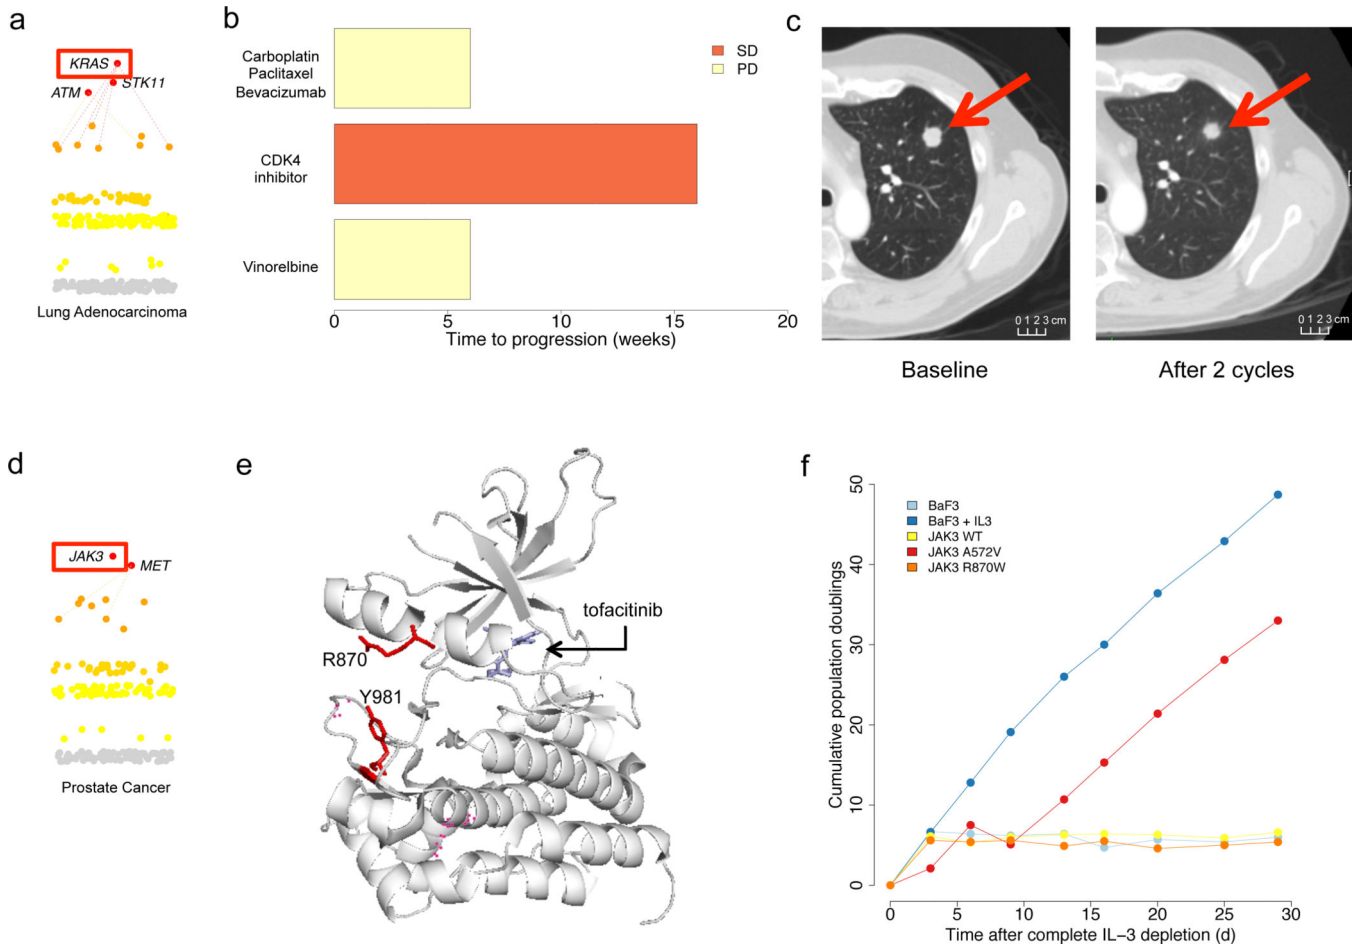 a
KRAS
STK11
ATM
Lung Adenocarcinoma
b
Carboplatin
Paclitaxel
Bevacizumab
CDK4
inhibitor
Vinorelbine
SD
PD
0 5 10 15 20
Time to progression (weeks)
c
0 1 2 3 cm
0 1 2 3 cm
Baseline
After 2 cycles
d
JAK3
MET
Prostate Cancer
e
tofacitinib
R870
Y981
f
BaF3
BaF3 + IL3
JAK3 WT
JAK3 A572V
JAK3 R870W
Cumulative population doublings
50
40
30
20
10
0
0 5 10 15 20 25 30
Time after complete IL−3 depletion (d)